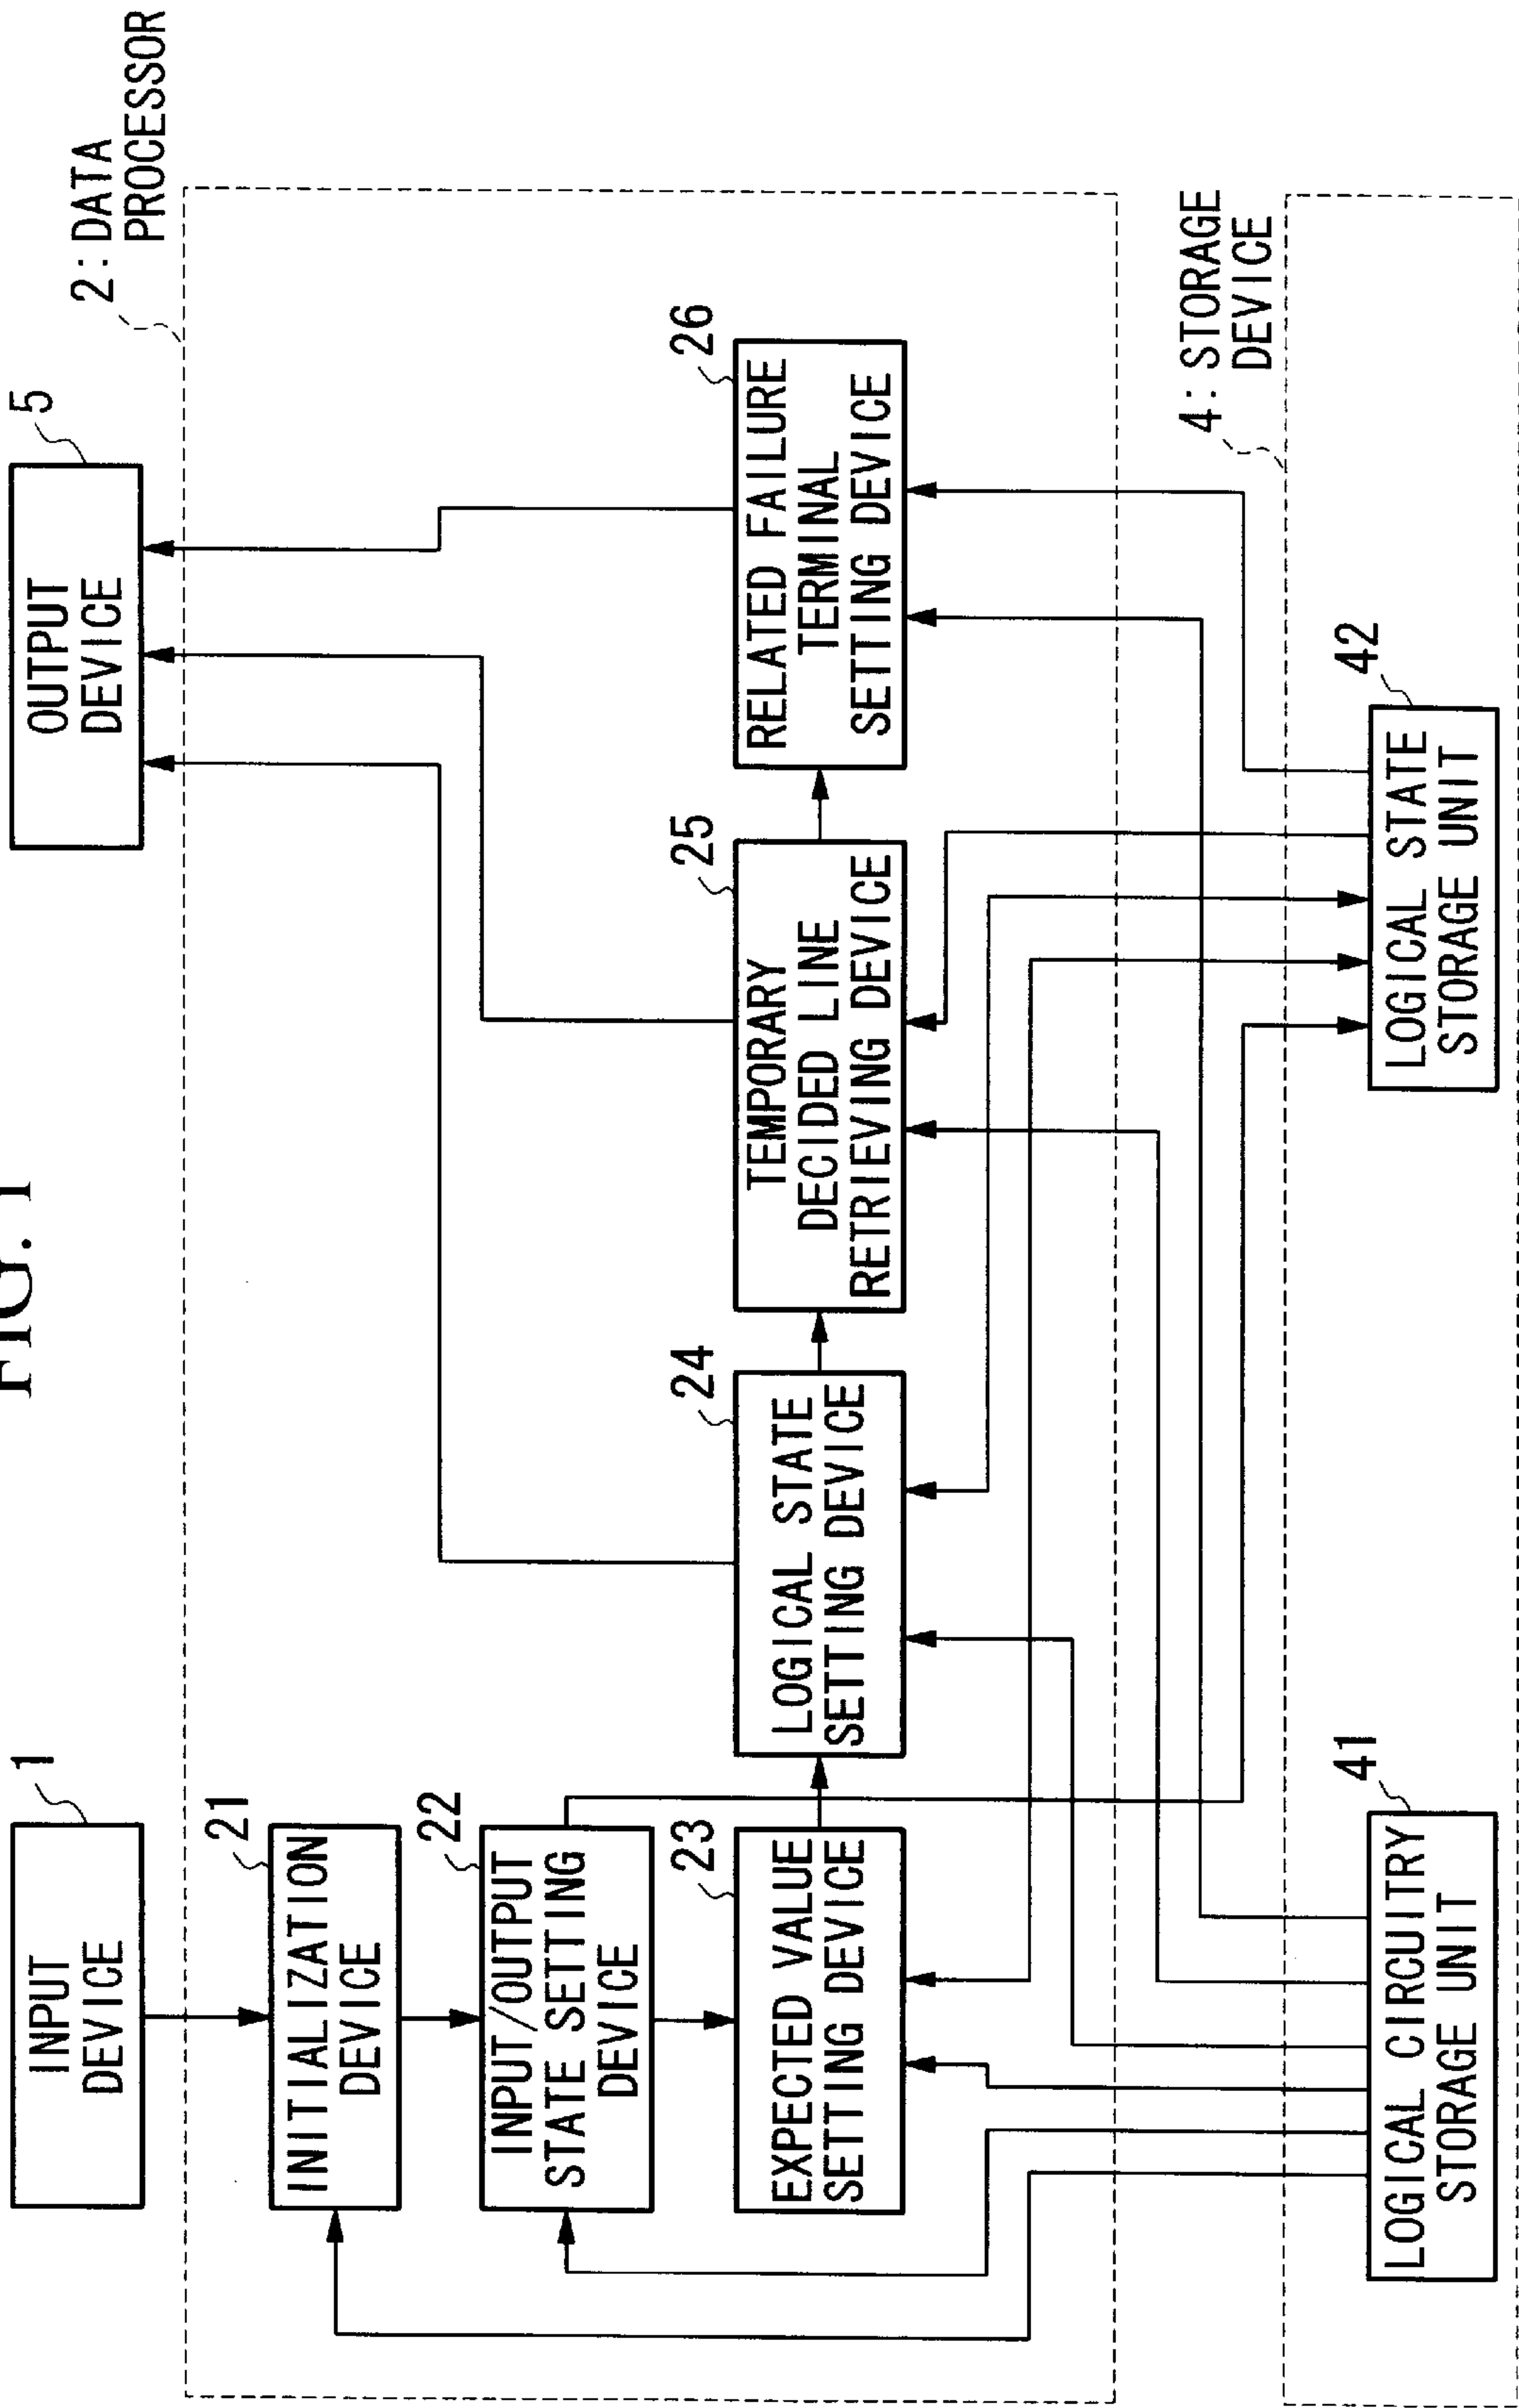 FIG. 1
INPUT
DEVICE
1
OUTPUT
DEVICE
5
2:DATA
PROCESSOR
INITIALIZATION
DEVICE
21
INPUT/OUTPUT
STATE SETTING
DEVICE
22
EXPECTED VALUE
SETTING DEVICE
23
LOGICAL STATE
SETTING DEVICE
24
TEMPORARY
DECIDED LINE
RETRIEVING DEVICE
25
RELATED FAILURE
TERMINAL
SETTING DEVICE
26
4:STORAGE
DEVICE
LOGICAL CIRCUITRY
STORAGE UNIT
41
LOGICAL STATE
STORAGE UNIT
42